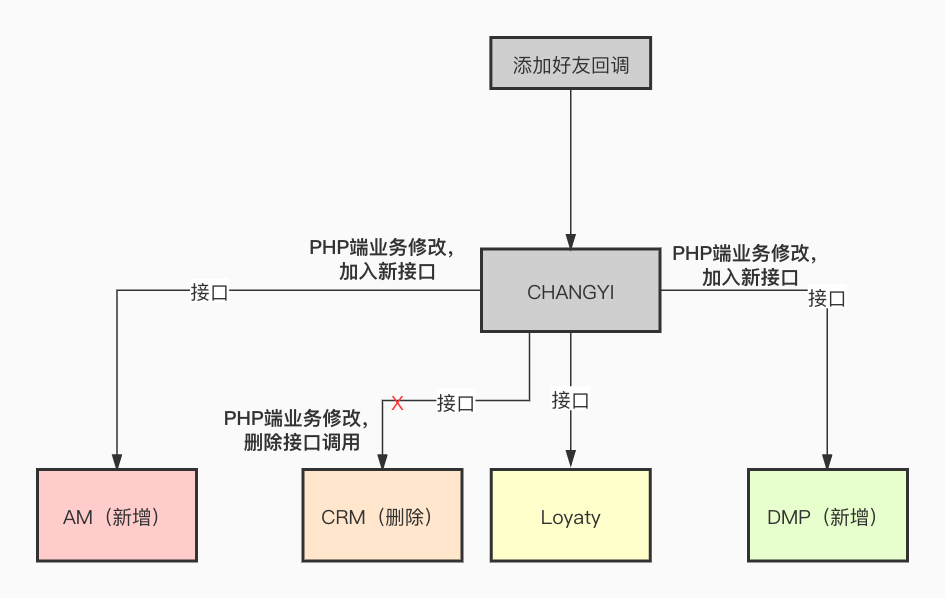 添加好友回调
PHP端业务修改，
加入新接口
PHP端业务修改，
加入新接口
接口
CHANGYI
接口
X
接口
接口
PHP端业务修改，
删除接口调用
AM（新增）
CRM（删除）
Loyaty
DMP（新增）